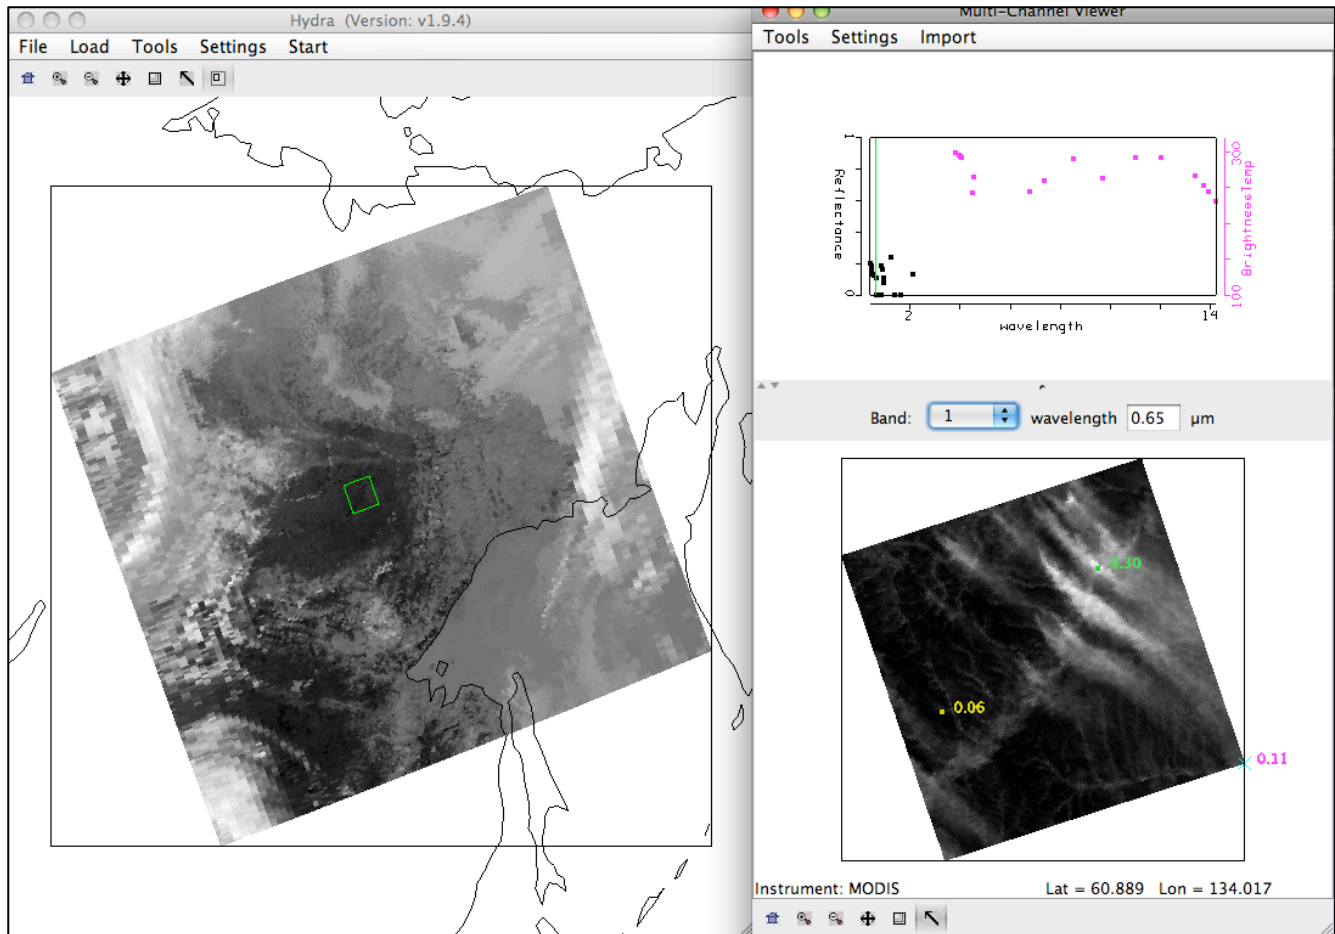 Hydra (Version: v1.9.4)
File Load Tools Settings Start
Multi-Channel Viewer
Tools Settings Import
1
Reflectance
0
300
BrightnessTemp
100
2
14
wavelength
Band: 1 wavelength 0.65 µm
0.30
0.06
0.11
Instrument: MODIS Lat = 60.889 Lon = 134.017